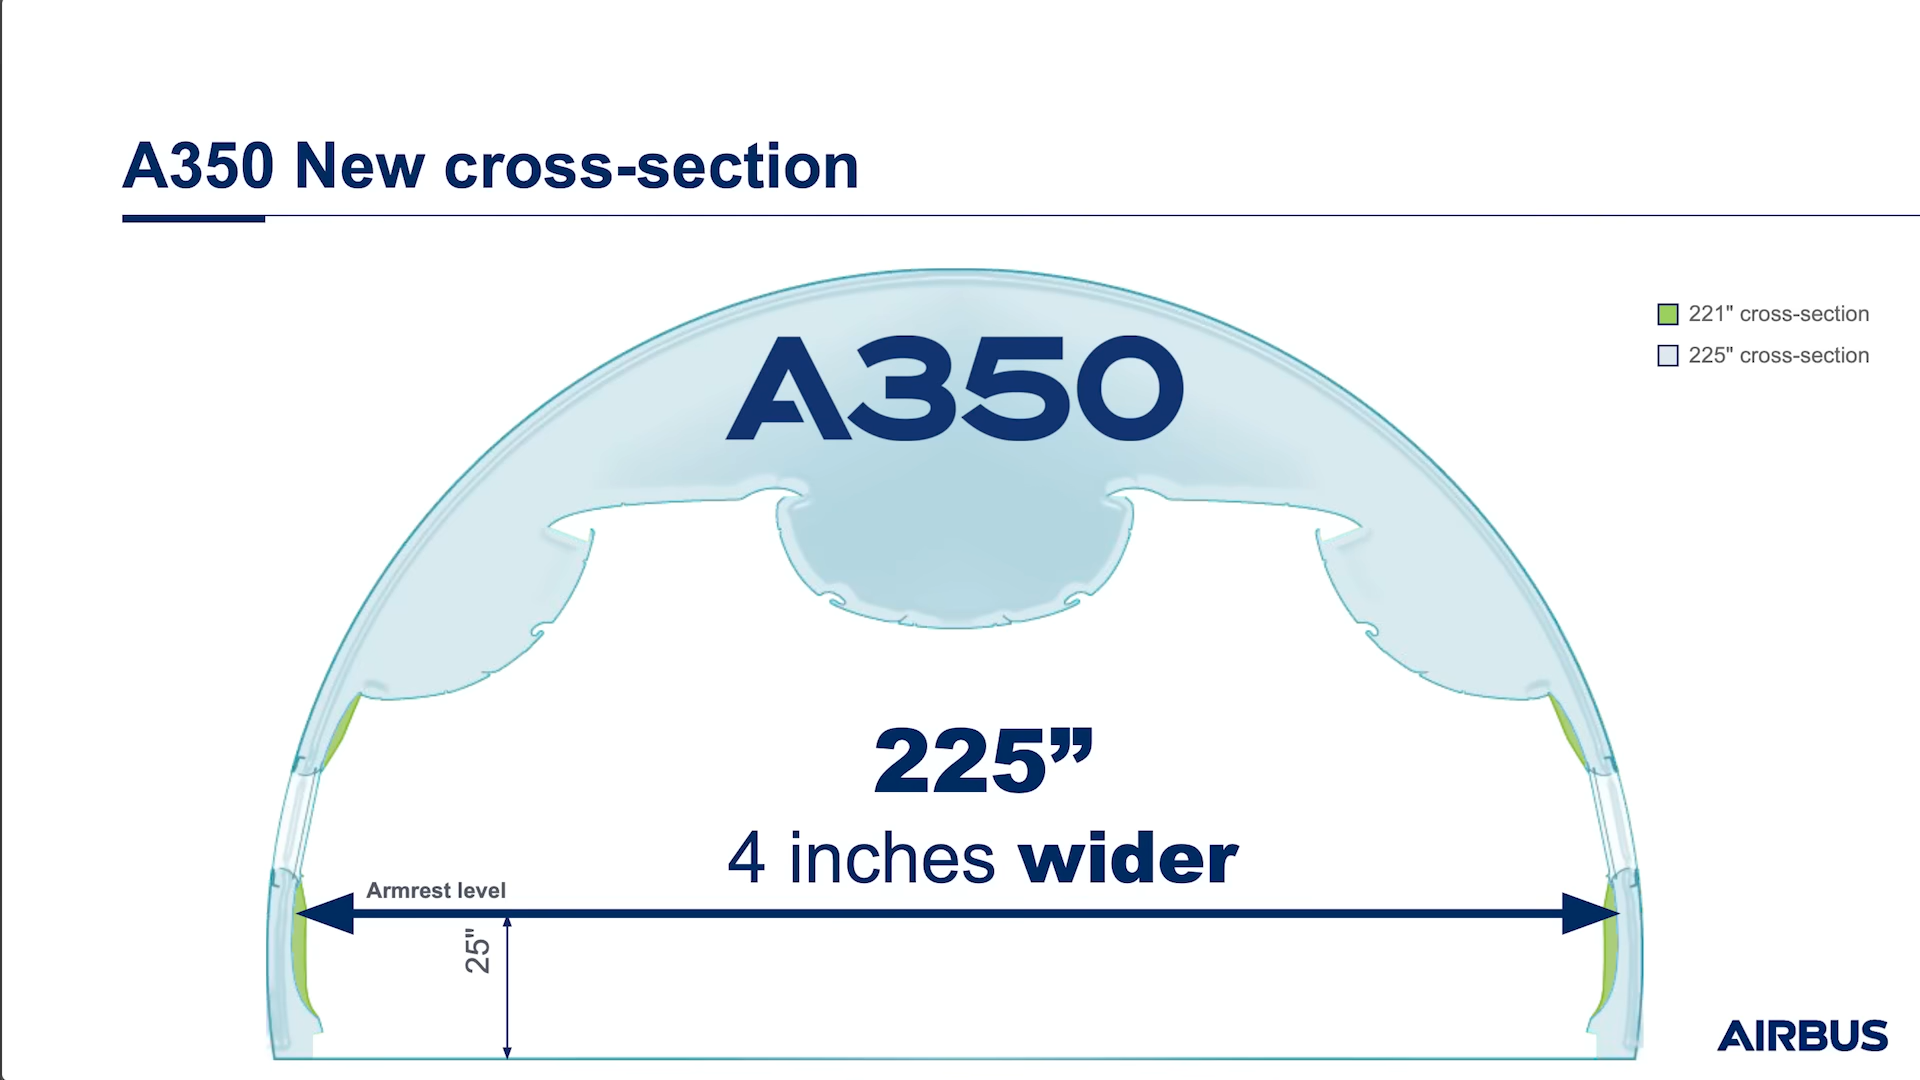 A350 New cross-section
221" cross-section
225" cross-section
A350
225”
4 inches wider
Armrest level
25"
AIRBUS